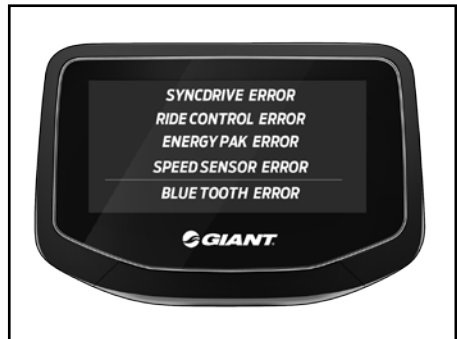 SYNCDRIVE ERROR
RIDE CONTROL ERROR
ENERGY PAK ERROR
SPEED SENSOR ERROR
BLUE TOOTH ERROR
GIANT